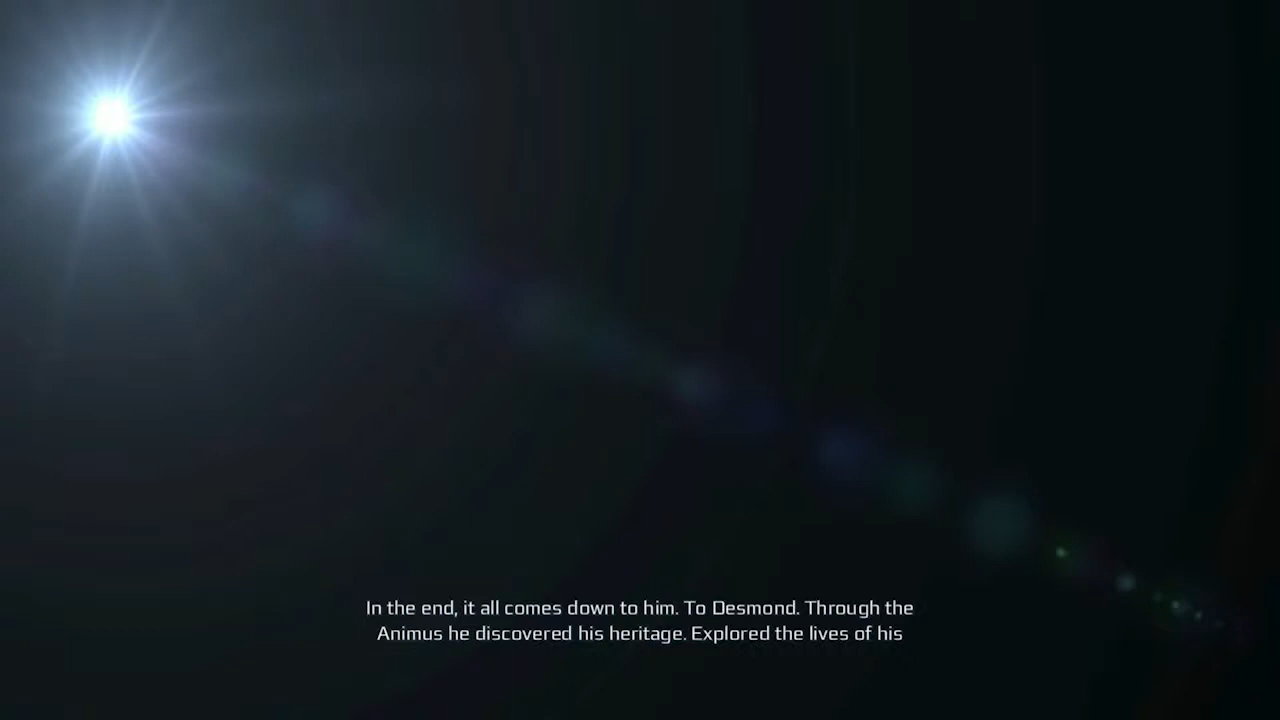 In the end, it all comes down to him. To Desmond. Through the
Animus he discovered his heritage. Explored the lives of his